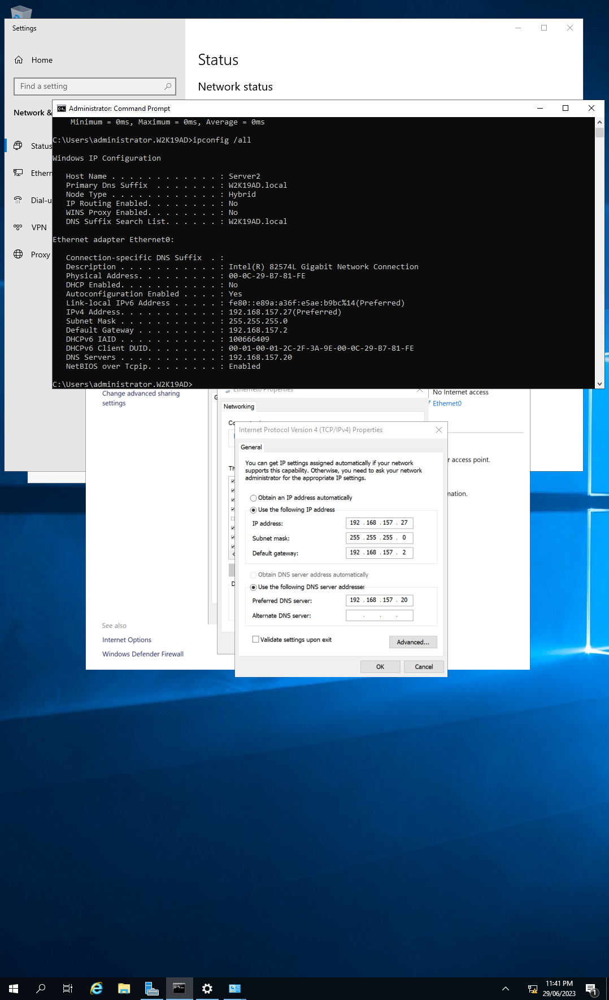 Settings
Home
Find a setting
Network &
Status
Dial-u
VPN
Proxy
Status
Network status
Administrator: Command Prompt
Minimum = 0ms, Maximum = 0ms, Average = 0ms
C:\Users\administrator.W2K19AD>ipconfig /all
Windows IP Configuration
Host Name . . . . . . . . . . . . : Server2
Primary Dns Suffix  . . . . . . . : W2K19AD.local
Node Type . . . . . . . . . . . . : Hybrid
IP Routing Enabled. . . . . . . . : No
WINS Proxy Enabled. . . . . . . . : No
DNS Suffix Search List. . . . . . : W2K19AD.local
Ethernet adapter Ethernet0:
Connection-specific DNS Suffix  . :
Description . . . . . . . . . . . : Intel(R) 82574L Gigabit Network Connection
Physical Address. . . . . . . . . : 00-0C-29-B7-81-FE
DHCP Enabled. . . . . . . . . . . : No
Autoconfiguration Enabled . . . . : Yes
Link-local IPv6 Address . . . . . : fe80::e89a:a36f:e5ae:b9bc%14(Preferred)
IPv4 Address. . . . . . . . . . . : 192.168.157.27(Preferred)
Subnet Mask . . . . . . . . . . . : 255.255.255.0
Default Gateway . . . . . . . . . : 192.168.157.2
DHCPv6 IAID . . . . . . . . . . . : 100666409
DHCPv6 Client DUID. . . . . . . . : 00-01-00-01-2C-2F-3A-9E-00-0C-29-B7-81-FE
DNS Servers . . . . . . . . . . . : 192.168.157.20
NetBIOS over Tcpip. . . . . . . . : Enabled
C:\Users\administrator.W2K19AD>
Change advanced sharing
settings
See also
Internet Options
Windows Defender Firewall
Ethernet0 Properties
Networking
No Internet access
Ethernet0
r access point.
nation.
Internet Protocol Version 4 (TCP/IPv4) Properties
General
You can get IP settings assigned automatically if your network
supports this capability. Otherwise, you need to ask your network
administrator for the appropriate IP settings.
Obtain an IP address automatically
Use the following IP address
IP address: 192 . 168 . 157 . 27
Subnet mask: 255 . 255 . 255 . 0
Default gateway: 192 . 168 . 157 . 2
Obtain DNS server address automatically
Use the following DNS server addresses
Preferred DNS server: 192 . 168 . 157 . 20
Alternate DNS server: . . .
Validate settings upon exit
Advanced...
OK
Cancel
11:41 PM
29/06/2023
1